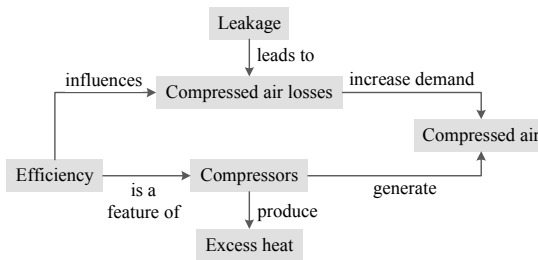 Leakage
leads to
influences
Compressed air losses
increase demand
Compressed air
Efficiency
is a
feature of
Compressors
generate
produce
Excess heat